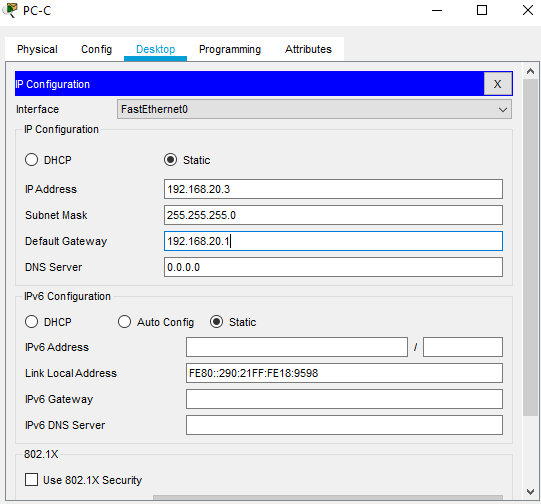 PC-C
Physical Config Desktop Programming Attributes
IP Configuration X
Interface FastEthernet0
IP Configuration
DHCP Static
IP Address 192.168.20.3
Subnet Mask 255.255.255.0
Default Gateway 192.168.20.1
DNS Server 0.0.0.0
IPv6 Configuration
DHCP Auto Config Static
IPv6 Address /
Link Local Address FE80::290:21FF:FE18:9598
IPv6 Gateway
IPv6 DNS Server
802.1X
Use 802.1X Security